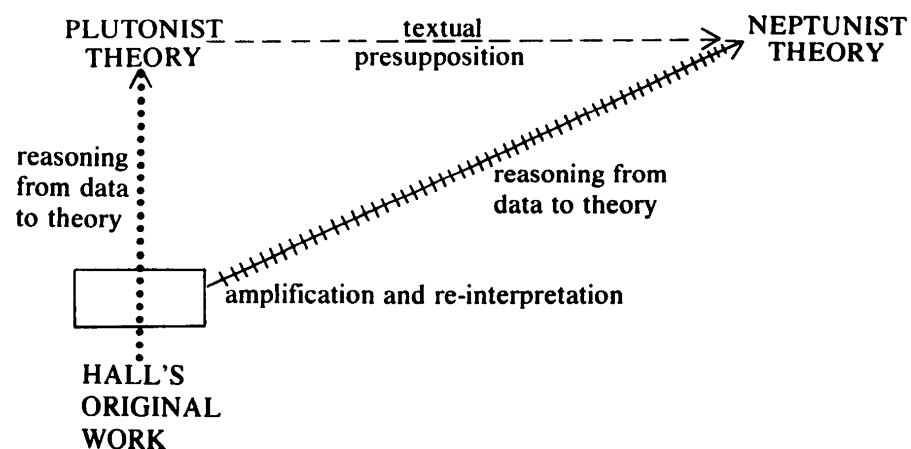 PLUTONIST
THEORY
textual
presupposition
NEPTUNIST
THEORY
reasoning
from data
to theory
reasoning from
data to theory
amplification and re-interpretation
HALL'S
ORIGINAL
WORK